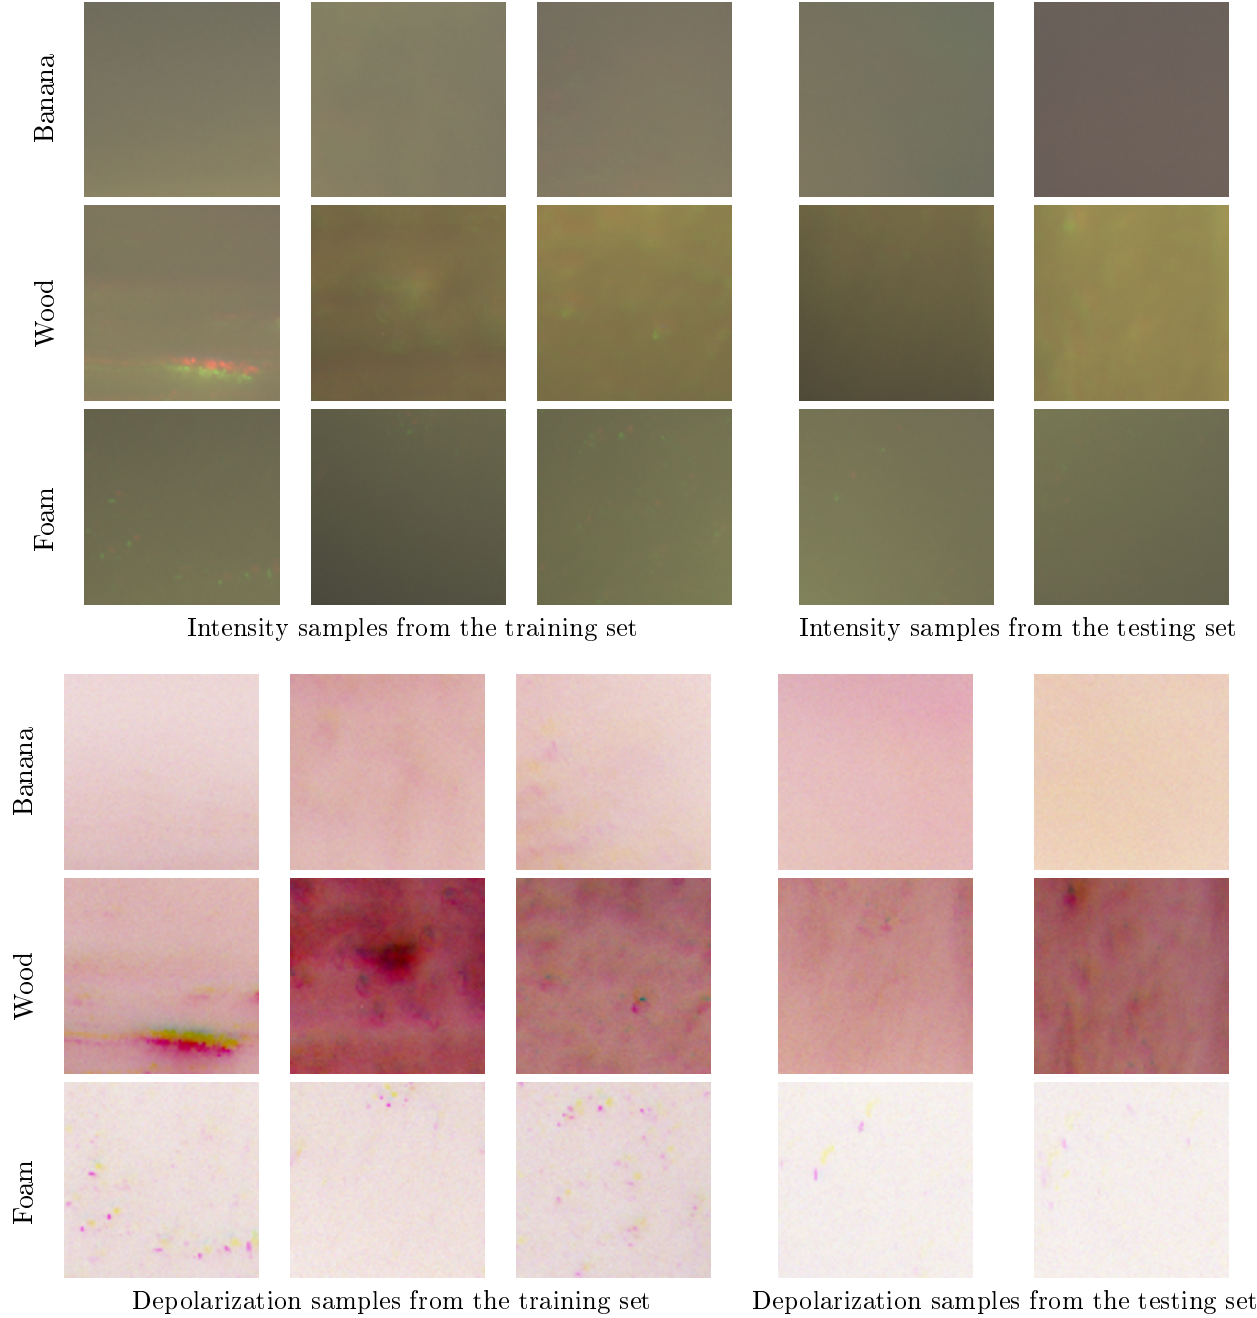 Banana
Wood
Foam
Intensity samples from the training set
Intensity samples from the testing set
Banana
Wood
Foam
Depolarization samples from the training set
Depolarization samples from the testing set